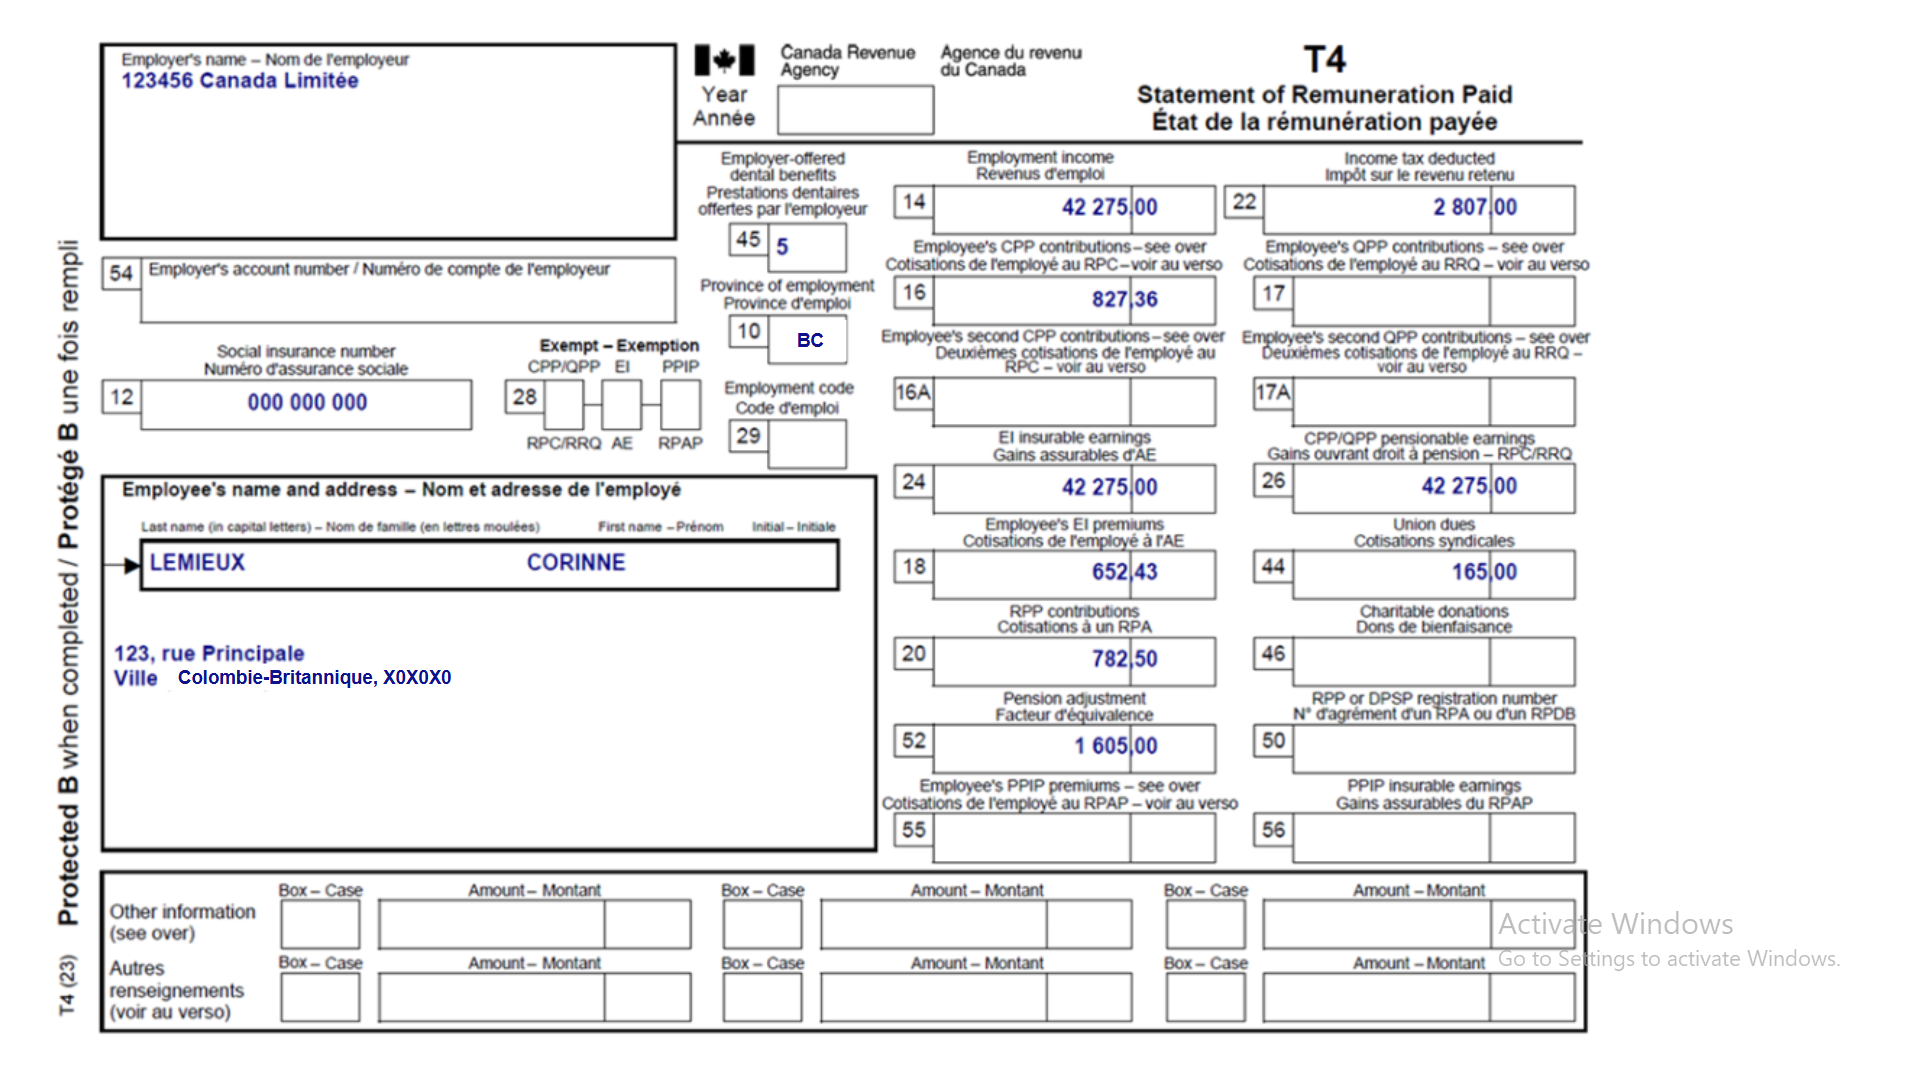 Employer's name – Nom de l'employeur
123456 Canada Limitée
Canada Revenue Agency
Agence du revenu du Canada
Year
Année
T4
Statement of Remuneration Paid
État de la rémunération payée
54 Employer's account number / Numéro de compte de l'employeur
Social insurance number
Numéro d'assurance sociale
12 000 000 000
Exempt – Exemption
CPP/QPP EI PPIP
28
RPC/RRQ AE RPAP
Employer-offered
dental benefits
Prestations dentaires
offertes par l'employeur
45 5
Province of employment
Province d'emploi
10 BC
Employment code
Code d'emploi
29
Employment income
Revenus d'emploi
14 42 275,00
Income tax deducted
Impôt sur le revenu retenu
22 2 807,00
Employee's CPP contributions – see over
Cotisations de l'employé au RPC – voir au verso
16 827,36
Employee's QPP contributions – see over
Cotisations de l'employé au RRQ – voir au verso
17
Employee's second CPP contributions – see over
Deuxièmes cotisations de l'employé au
RPC – voir au verso
16A
Employee's second QPP contributions – see over
Deuxièmes cotisations de l'employé au RRQ –
voir au verso
17A
EI insurable earnings
Gains assurables d'AE
24 42 275,00
CPP/QPP pensionable earnings
Gains ouvrant droit à pension – RPC/RRQ
26 42 275,00
Employee's EI premiums
Cotisations de l'employé à l'AE
18 652,43
Union dues
Cotisations syndicales
44 165,00
RPP contributions
Cotisations à un RPA
20 782,50
Charitable donations
Dons de bienfaisance
46
Pension adjustment
Facteur d'équivalence
52 1 605,00
RPP or DPSP registration number
N° d'agrément d'un RPA ou d'un RPDB
50
Employee's PPIP premiums – see over
Cotisations de l'employé au RPAP – voir au verso
55
PPIP insurable earnings
Gains assurables du RPAP
56
Employee's name and address – Nom et adresse de l'employé
Last name (in capital letters) – Nom de famille (en lettres moulées) First name – Prénom Initial – Initiale
LEMIEUX CORINNE
123, rue Principale
Ville Colombie-Britannique, X0X0X0
Box – Case Amount – Montant Box – Case Amount – Montant Box – Case Amount – Montant
Other information
(see over)
Box – Case Amount – Montant Box – Case Amount – Montant Box – Case Amount – Montant
Autres
renseignements
(voir au verso)
T4 (23) Protected B when completed / Protégé B une fois rempli
Activate Windows
Go to Settings to activate Windows.